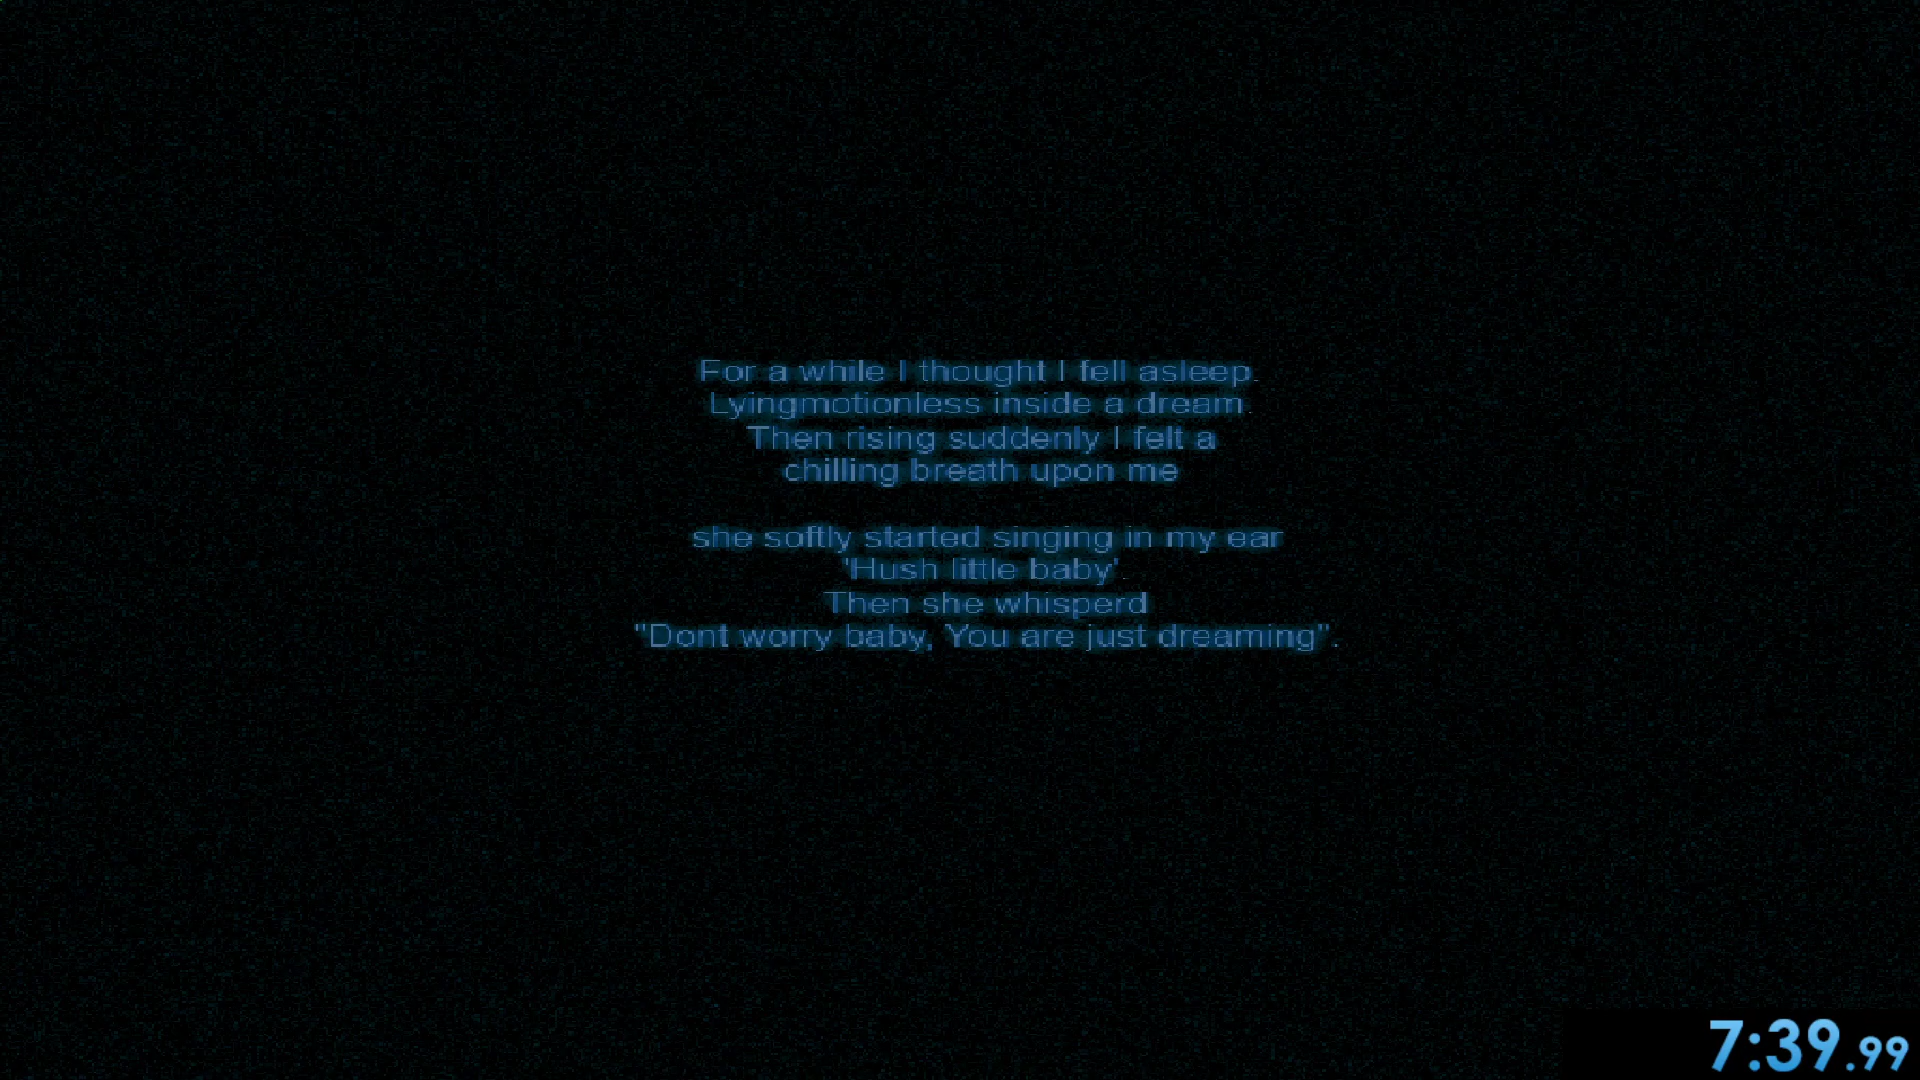 For a while I thought I fell asleep.
Lyingmotionless inside a dream.
Then rising suddenly I felt a
chilling breath upon me
she softly started singing in my ear
'Hush little baby'.
Then she whisperd
"Dont worry baby, You are just dreaming".
7:39.99